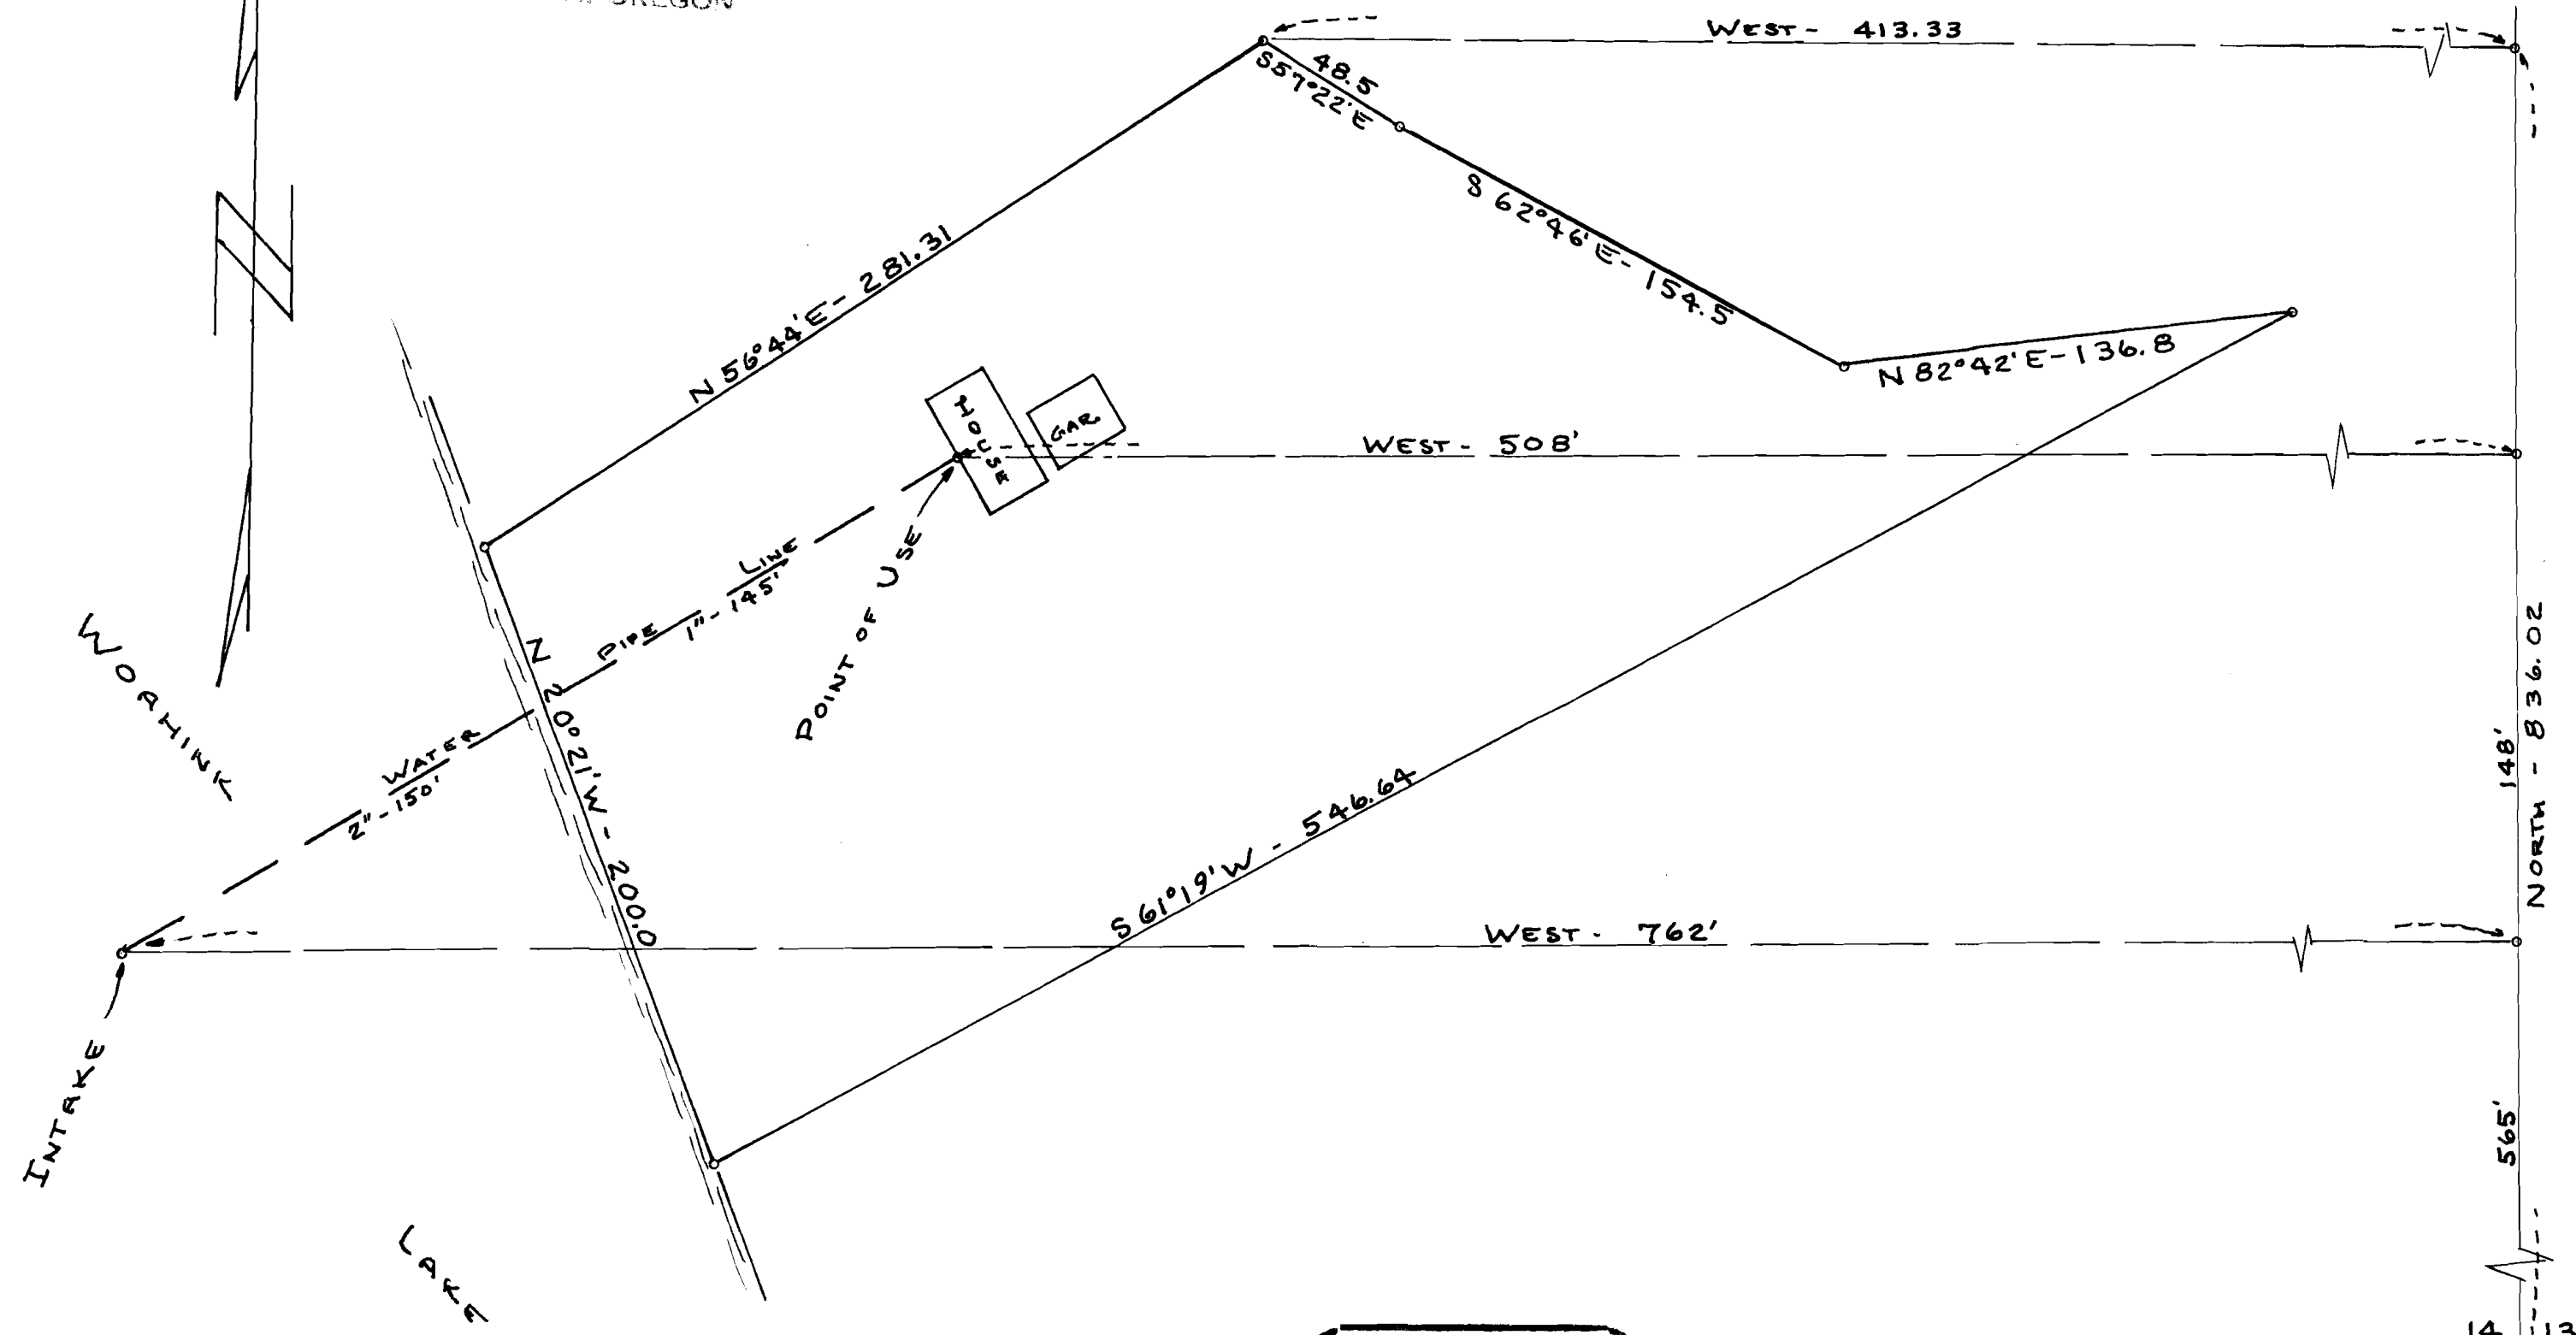 OREGON
WEST - 413.33
48.5
S57°22'E
S 62°46'E - 154.5
N 56°44'E - 281.31
N 82°42'E - 136.8
HOUSE
GAR.
WEST - 508'
LINE
PIPE 1" - 145'
POINT OF USE
N 20°21'W - 200.0
WOAHINK
WATER
2" - 150'
S 61°19'W - 546.64
148'
NORTH - 836.02
WEST - 762'
INTAKE
565'
LAKE
14 13